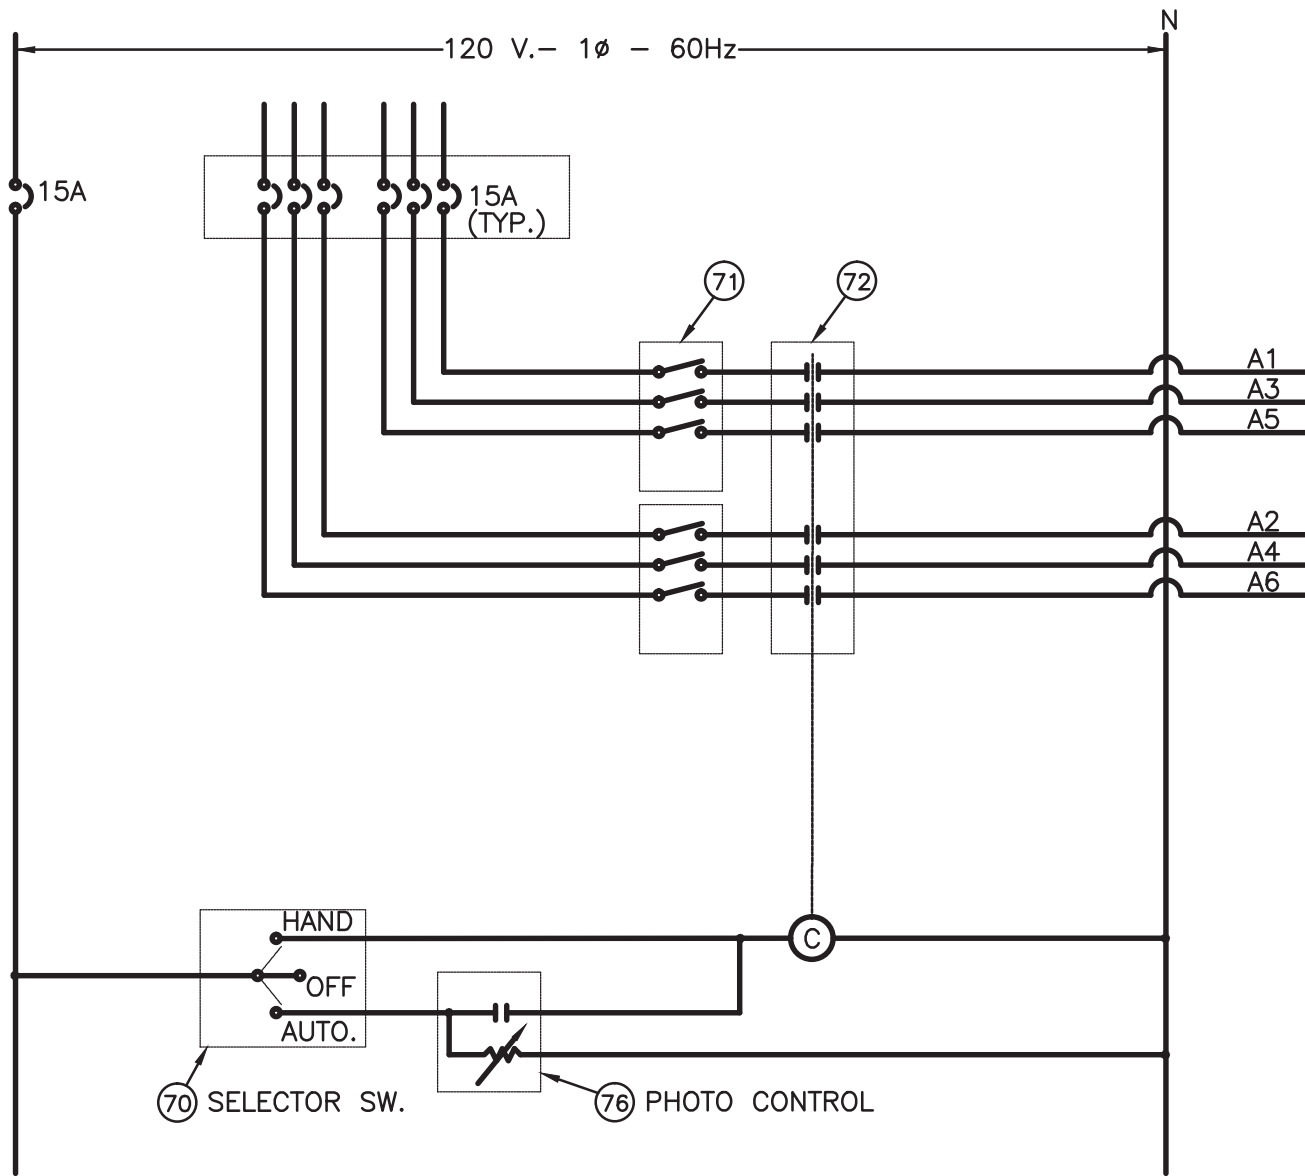 N
120 V.– 1ø – 60Hz
15A
15A
(TYP.)
71
72
A1
A3
A5
A2
A4
A6
HAND
C
OFF
AUTO.
70 SELECTOR SW.
76 PHOTO CONTROL